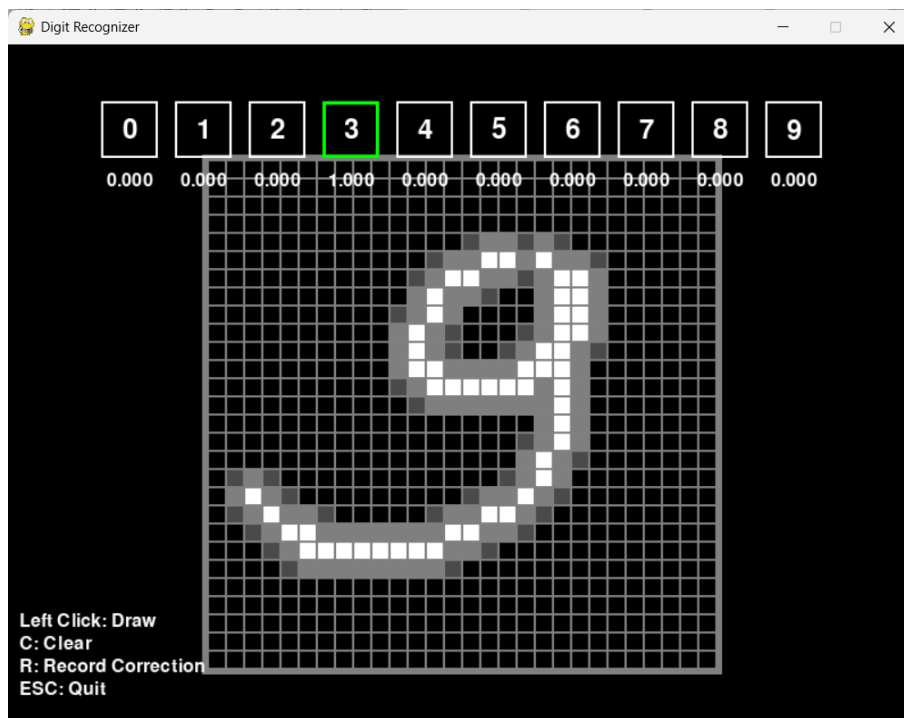 Digit Recognizer
0 1 2 3 4 5 6 7 8 9
0.000 0.000 0.000 1.000 0.000 0.000 0.000 0.000 0.000 0.000
9
Left Click: Draw
C: Clear
R: Record Correction
ESC: Quit